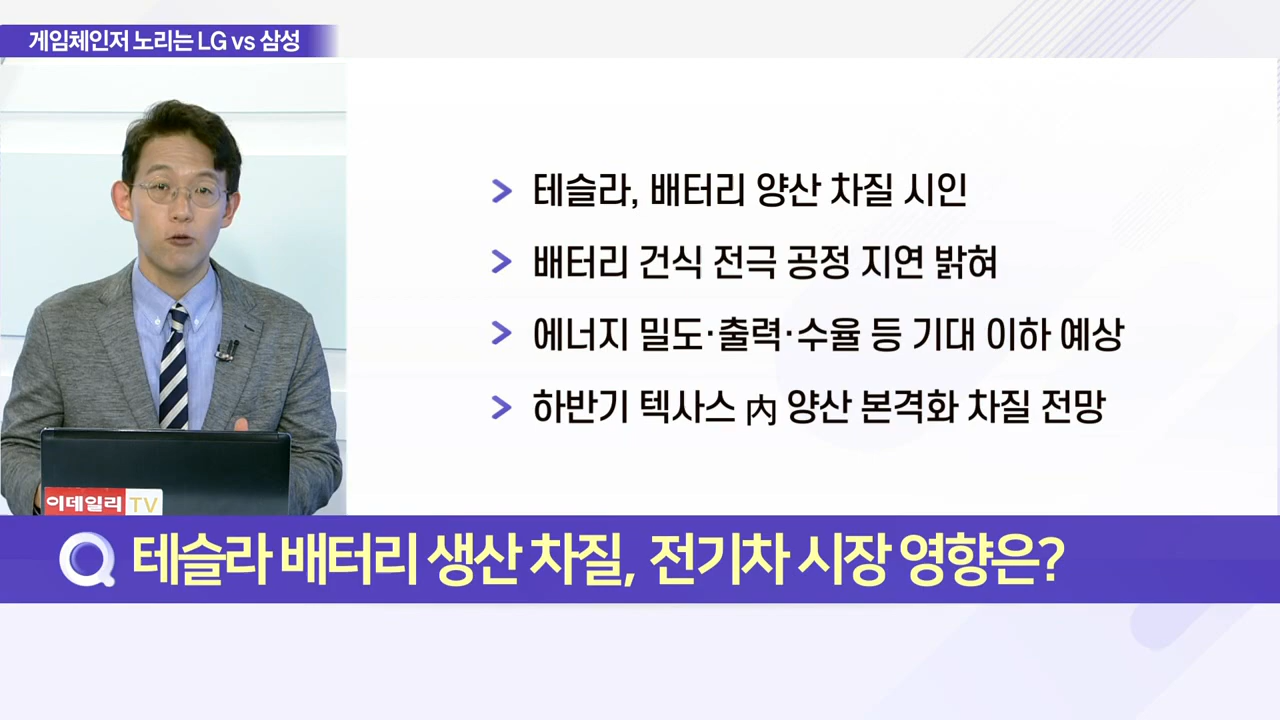 게임체인저 노리는 LG vs 삼성
> 테슬라, 배터리 양산 차질 시인
> 배터리 건식 전극 공정 지연 밝혀
> 에너지 밀도·출력·수율 등 기대 이하 예상
> 하반기 텍사스 內 양산 본격화 차질 전망
이데일리 TV
Q 테슬라 배터리 생산 차질, 전기차 시장 영향은?